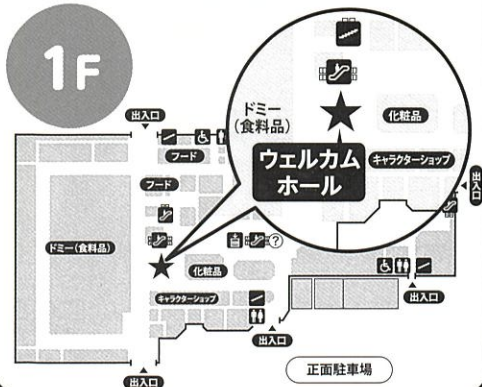 1F
ドミー
(食料品)
化粧品
ウェルカム
ホール
キャラクターショップ
出入口
出入口
フード
フード
ドミー(食料品)
?
化粧品
キャラクターショップ
出入口
出入口
出入口
正面駐車場